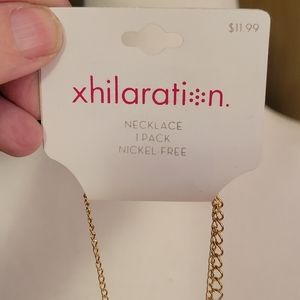 $11.99
xhilaration.
NECKLACE
1 PACK
NICKEL-FREE